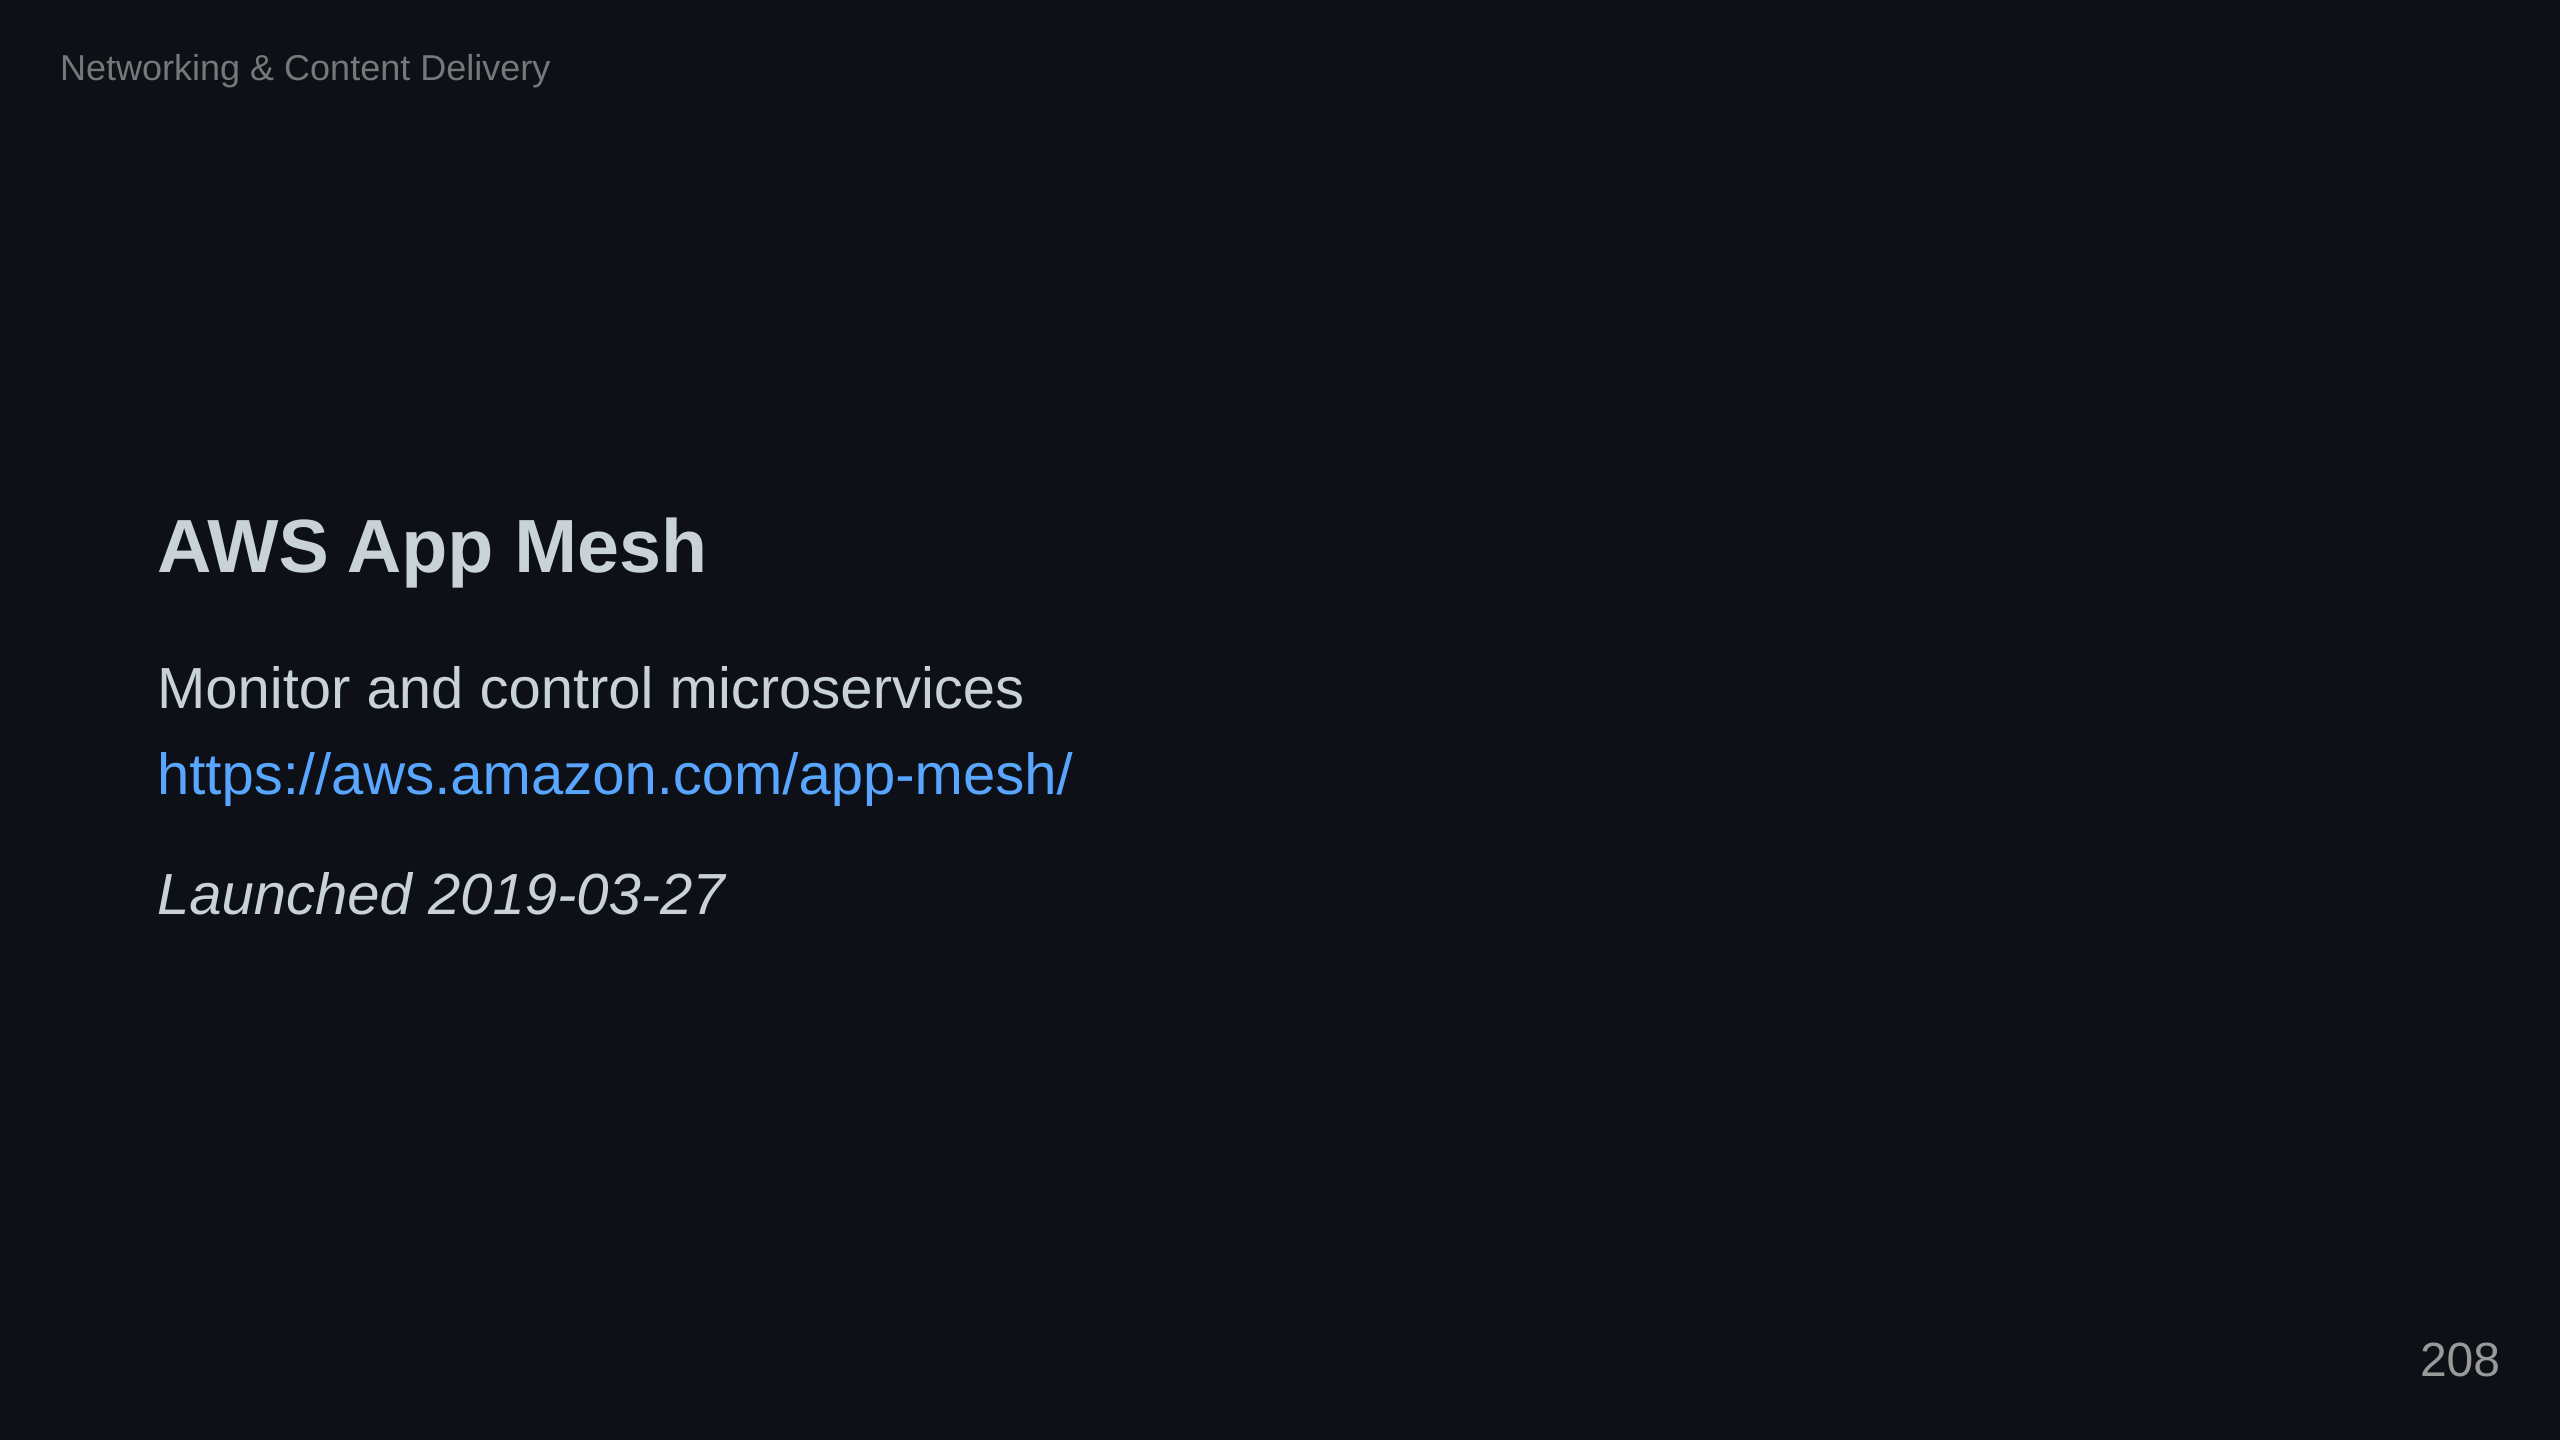 Networking & Content Delivery
AWS App Mesh
Monitor and control microservices
https://aws.amazon.com/app-mesh/
Launched 2019-03-27
208